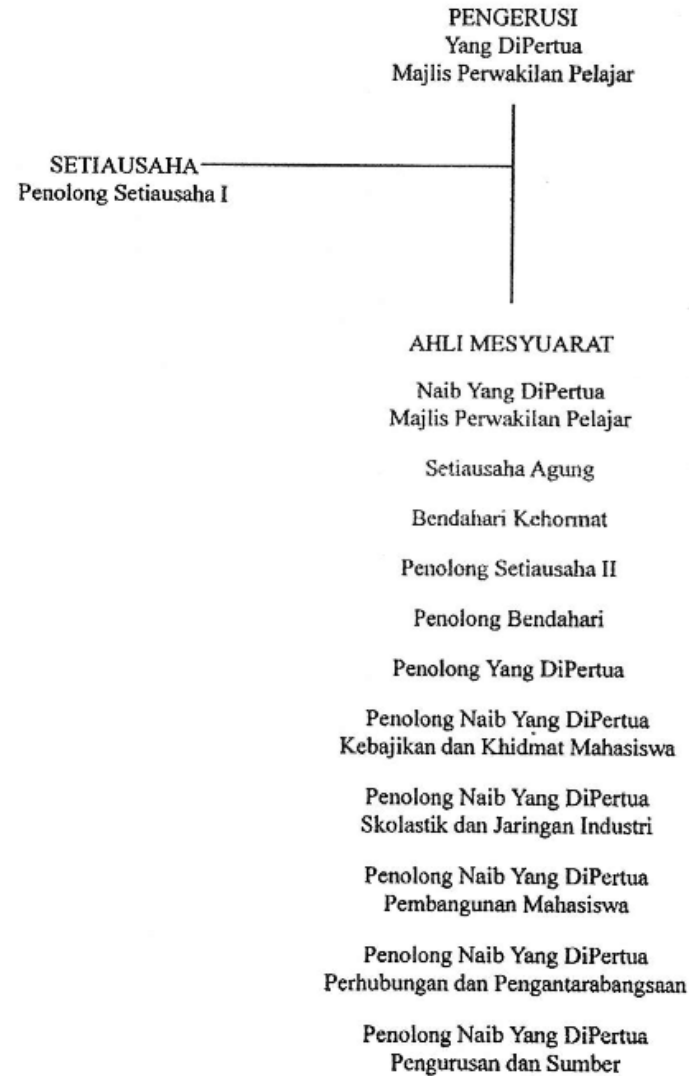 PENGERUSI
Yang DiPertua
Majlis Perwakilan Pelajar
SETIAUSAHA
Penolong Setiausaha I
AHLI MESYUARAT
Naib Yang DiPertua
Majlis Perwakilan Pelajar
Setiausaha Agung
Bendahari Kehormat
Penolong Setiausaha II
Penolong Bendahari
Penolong Yang DiPertua
Penolong Naib Yang DiPertua
Kebajikan dan Khidmat Mahasiswa
Penolong Naib Yang DiPertua
Skolastik dan Jaringan Industri
Penolong Naib Yang DiPertua
Pembangunan Mahasiswa
Penolong Naib Yang DiPertua
Perhubungan dan Pengantarabangsaan
Penolong Naib Yang DiPertua
Pengurusan dan Sumber